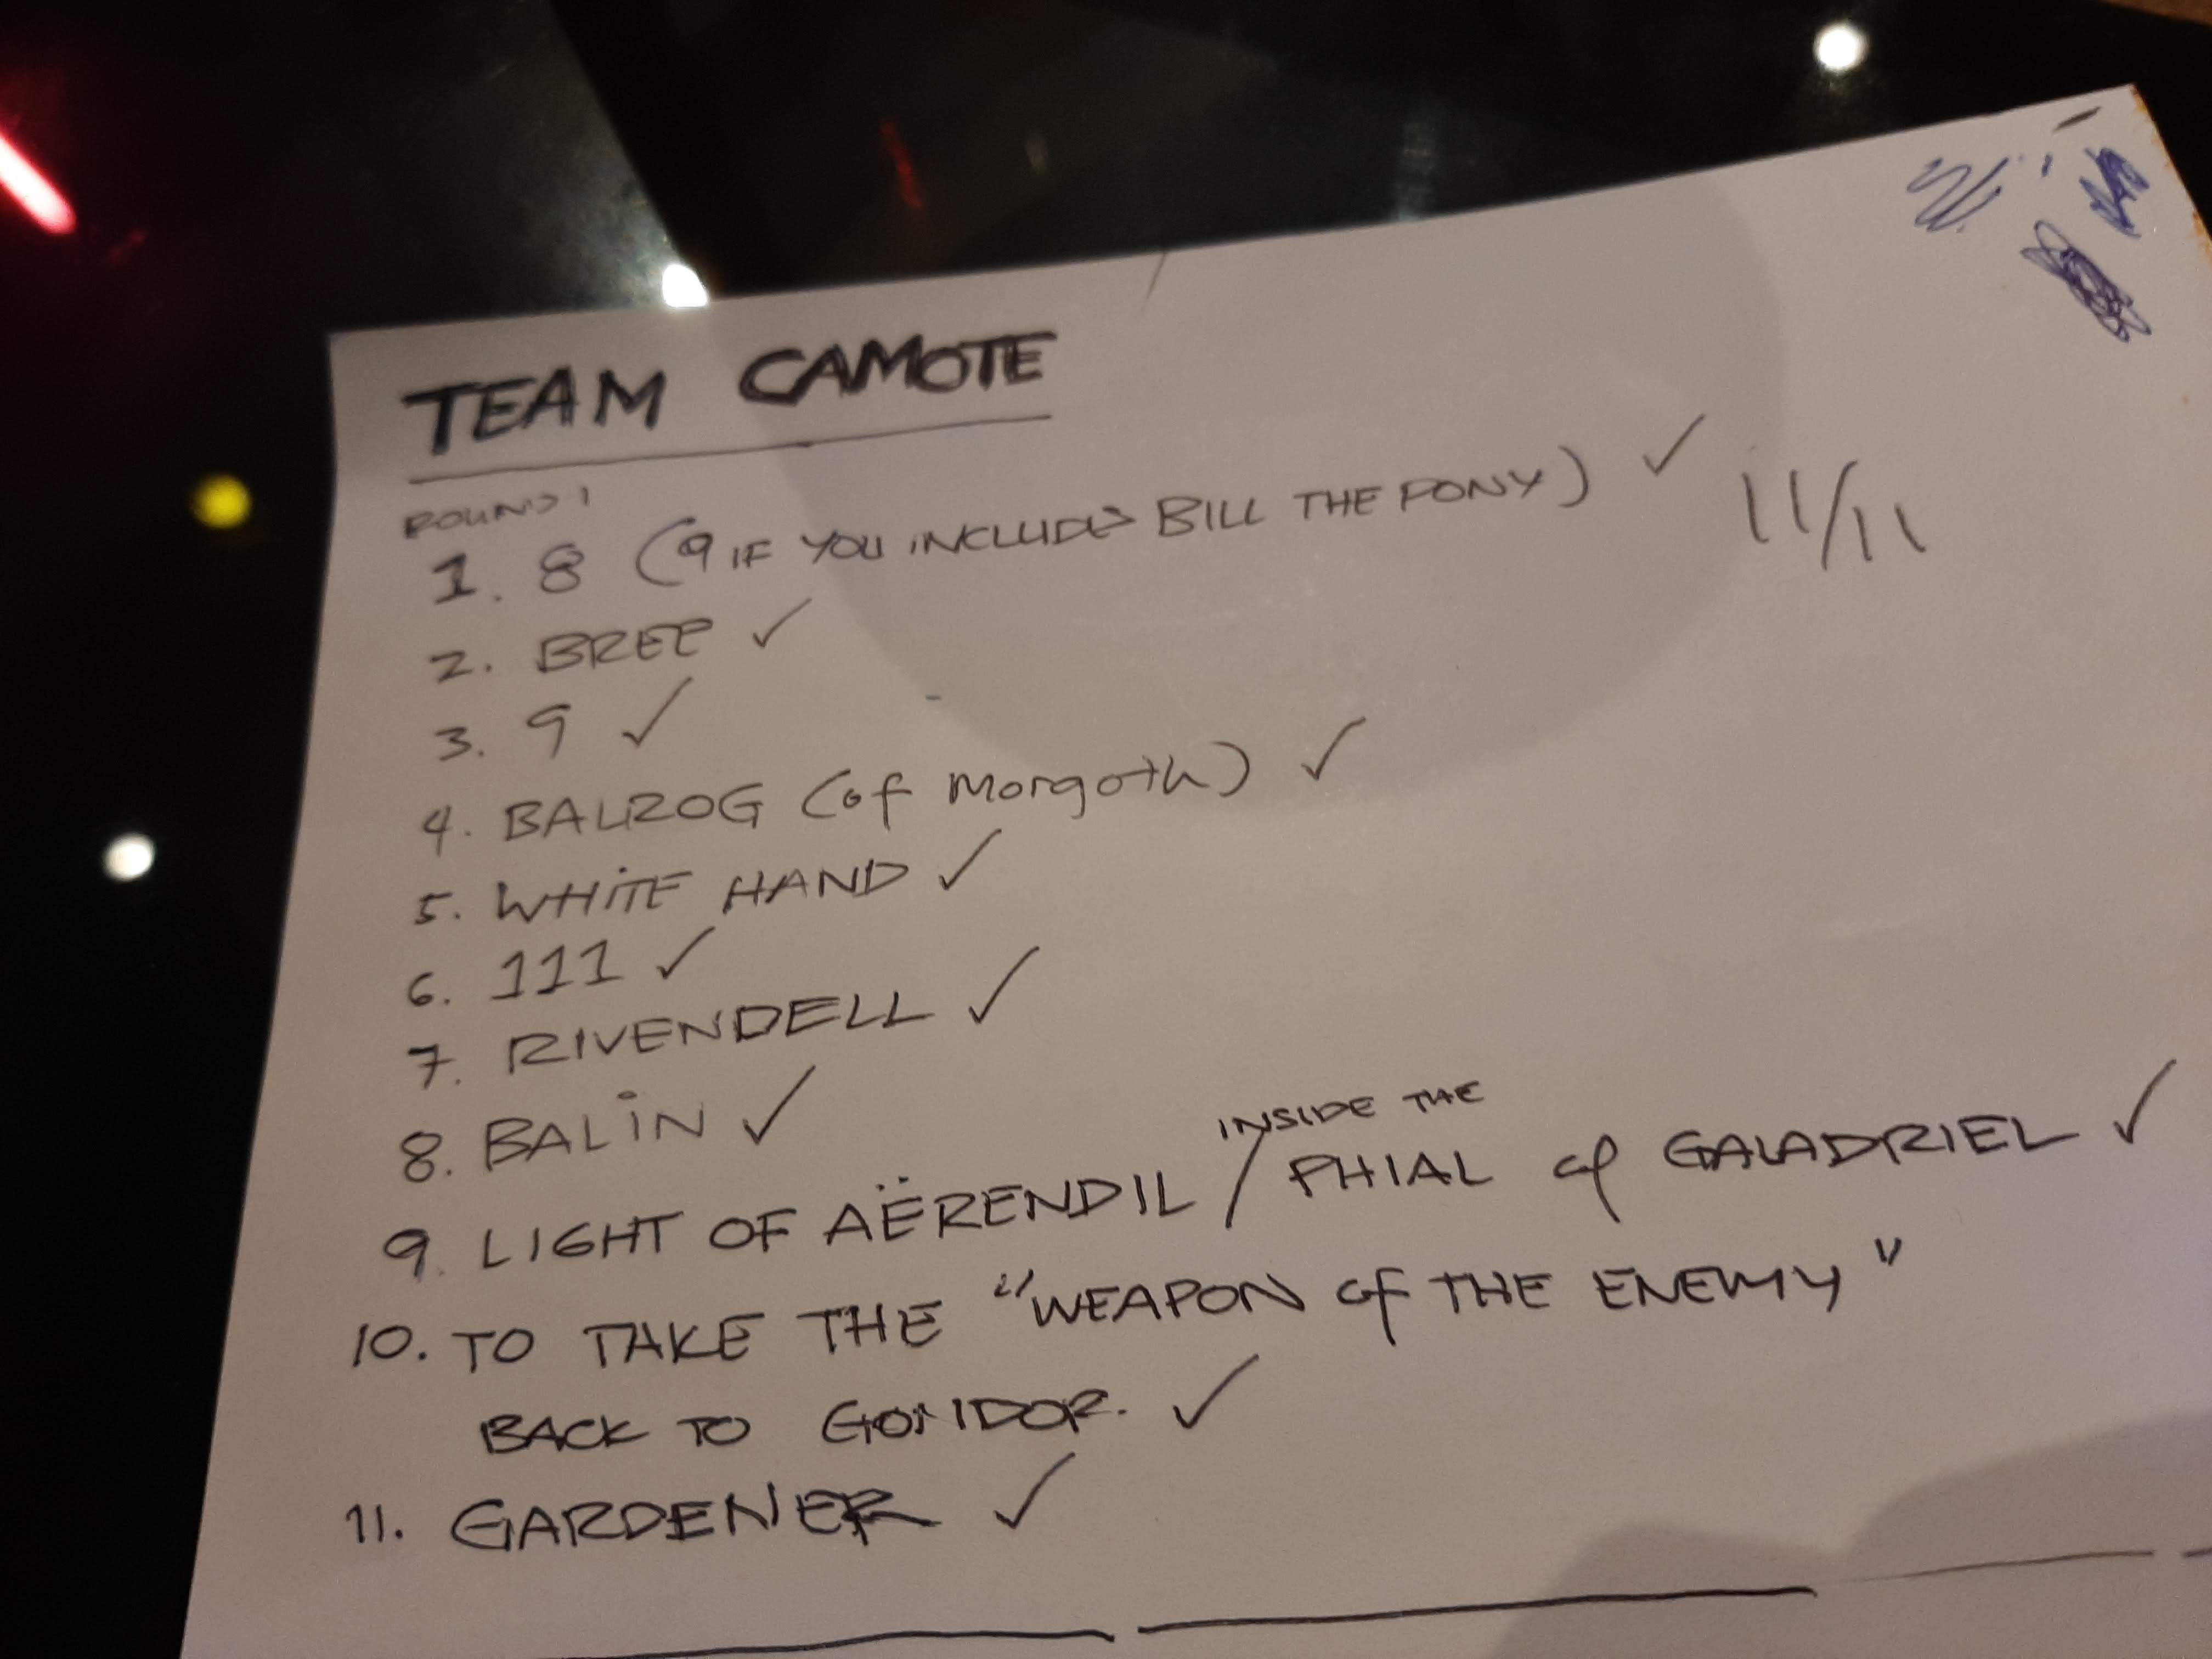 TEAM CAMOTE
ROUND 1
1. 8 (9 IF YOU INCLUDE BILL THE PONY) ✓ 11/11
2. BREE ✓
3. 9 ✓
4. BALROG (of Morgoth) ✓
5. WHITE HAND ✓
6. 111 ✓
7. RIVENDELL ✓
8. BALIN ✓
9. LIGHT OF AËRENDIL / INSIDE THE PHIAL of GALADRIEL ✓
10. TO TAKE THE "WEAPON of THE ENEMY"
BACK TO GONDOR. ✓
11. GARDENER ✓